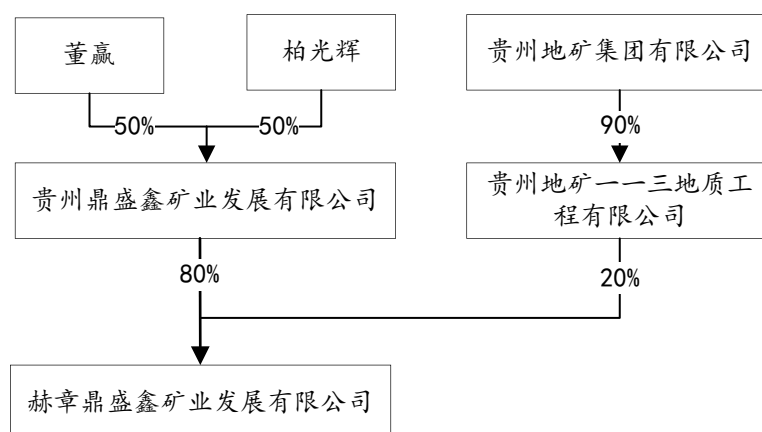 董赢
柏光辉
贵州地矿集团有限公司
50%
50%
90%
贵州鼎盛鑫矿业发展有限公司
贵州地矿一一三地质工
程有限公司
80%
20%
赫章鼎盛鑫矿业发展有限公司